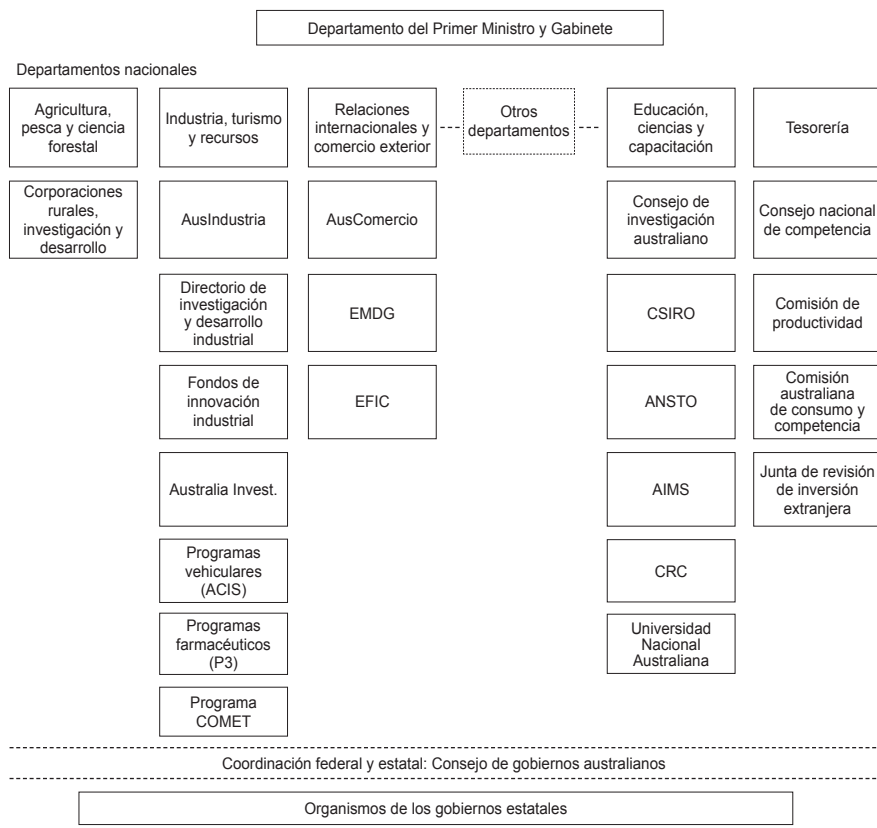 Departamento del Primer Ministro y Gabinete
Departamentos nacionales
Agricultura,
pesca y ciencia
forestal
Industria, turismo
y recursos
Relaciones
internacionales y
comercio exterior
Otros
departamentos
Educación,
ciencias y
capacitación
Tesorería
Corporaciones
rurales,
investigación y
desarrollo
AusIndustria
AusComercio
Consejo de
investigación
australiano
Consejo nacional
de competencia
Directorio de
investigación
y desarrollo
industrial
EMDG
CSIRO
Comisión de
productividad
Fondos de
innovación
industrial
EFIC
ANSTO
Comisión
australiana
de consumo y
competencia
Australia Invest.
AIMS
Junta de revisión
de inversión
extranjera
Programas
vehiculares
(ACIS)
CRC
Programas
farmacéuticos
(P3)
Universidad
Nacional
Australiana
Programa
COMET
Coordinación federal y estatal: Consejo de gobiernos australianos
Organismos de los gobiernos estatales